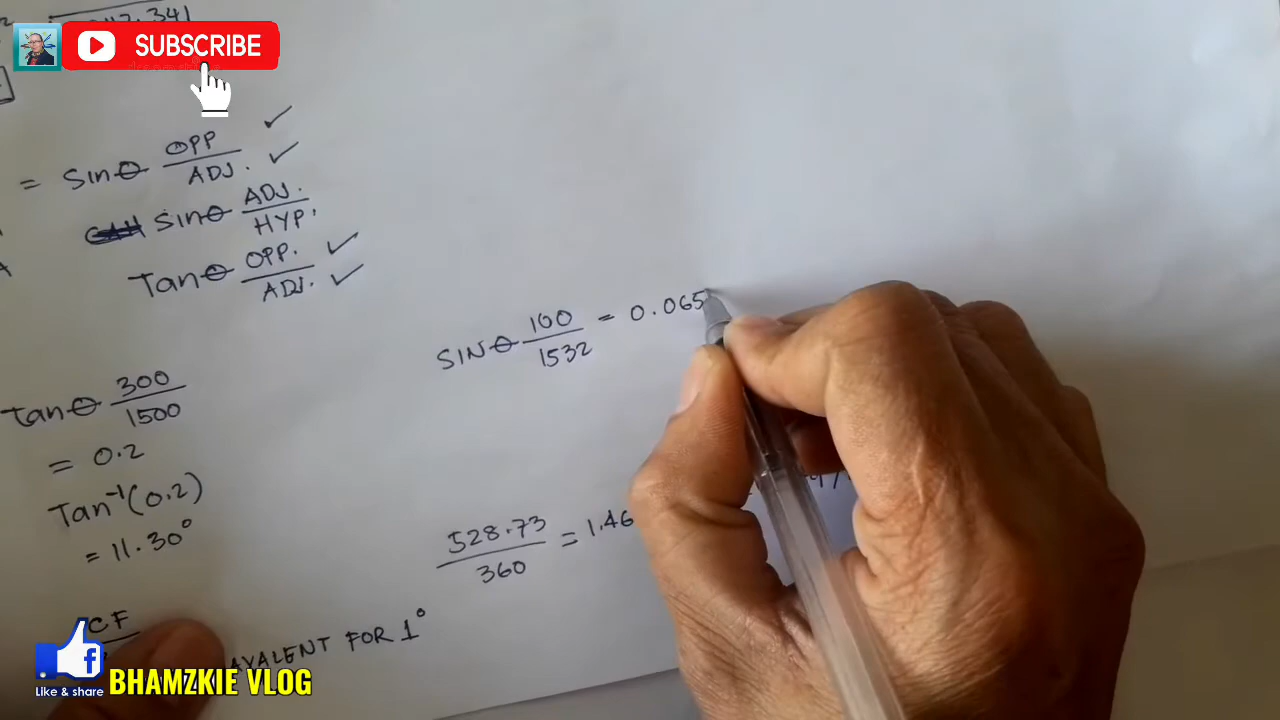 SUBSCRIBE
= Sinθ OPP/ADJ. ✓ ✓
Sinθ ADJ./HYP.
Tanθ OPP./ADJ. ✓ ✓
SINθ 100/1532 = 0.065
Tanθ 300/1500
= 0.2
Tan⁻¹(0.2)
= 11.30°
528.73/360 = 1.46
CF
FOR 1°
Like & share
BHAMZKIE VLOG